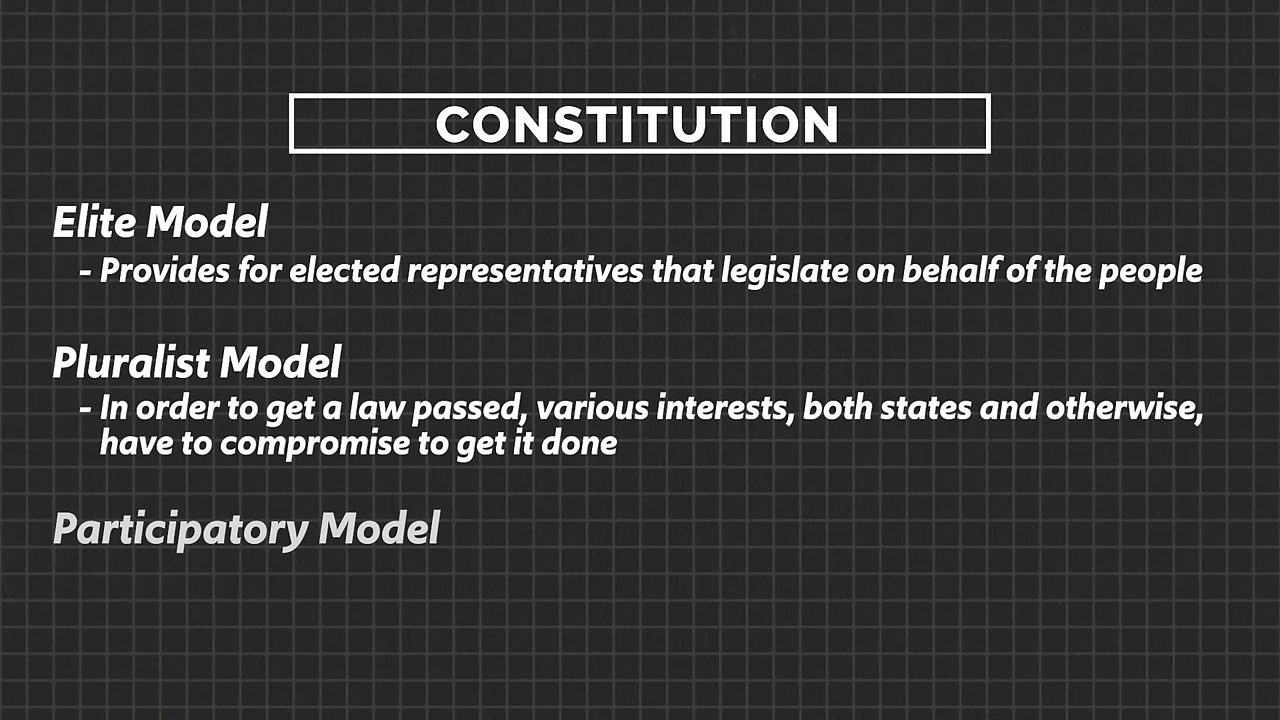 CONSTITUTION
Elite Model
- Provides for elected representatives that legislate on behalf of the people
Pluralist Model
- In order to get a law passed, various interests, both states and otherwise,
have to compromise to get it done
Participatory Model